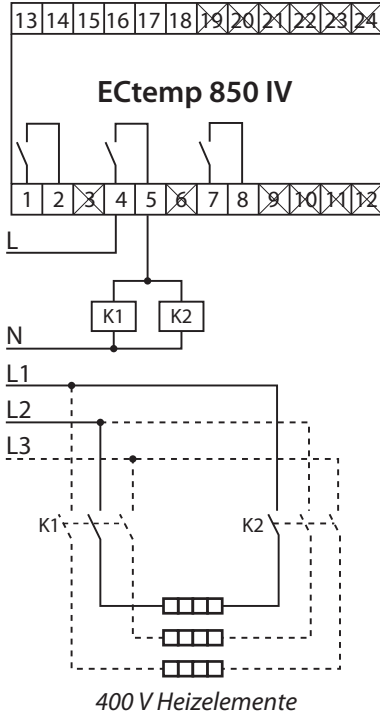 13 14 15 16 17 18 19 20 21 22 23 24
ECtemp 850 IV
1 2 3 4 5 6 7 8 9 10 11 12
L
K1 K2
N
L1
L2
L3
K1 K2
400 V Heizelemente